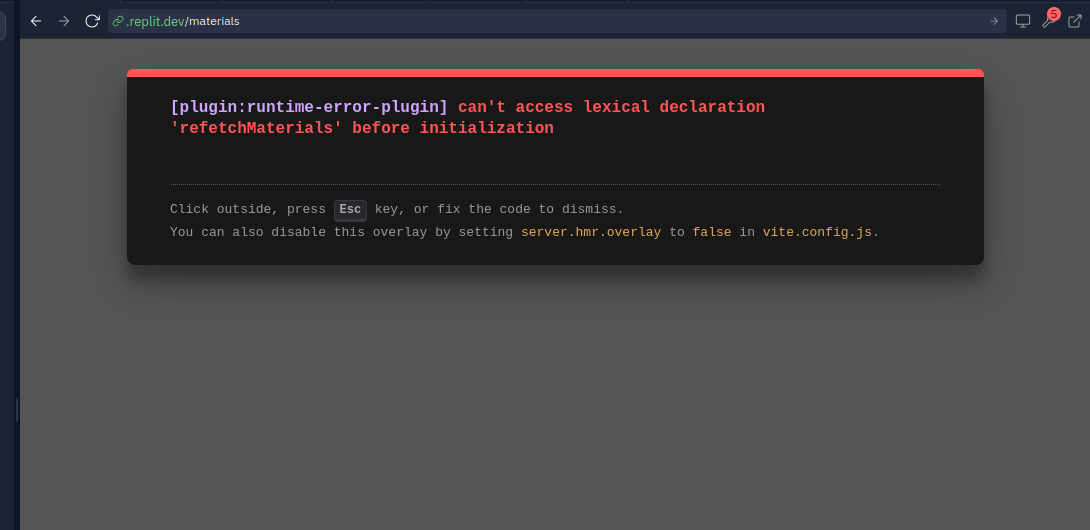 .replit.dev/materials
5
[plugin:runtime-error-plugin] can't access lexical declaration
'refetchMaterials' before initialization
Click outside, press Esc key, or fix the code to dismiss.
You can also disable this overlay by setting server.hmr.overlay to false in vite.config.js.